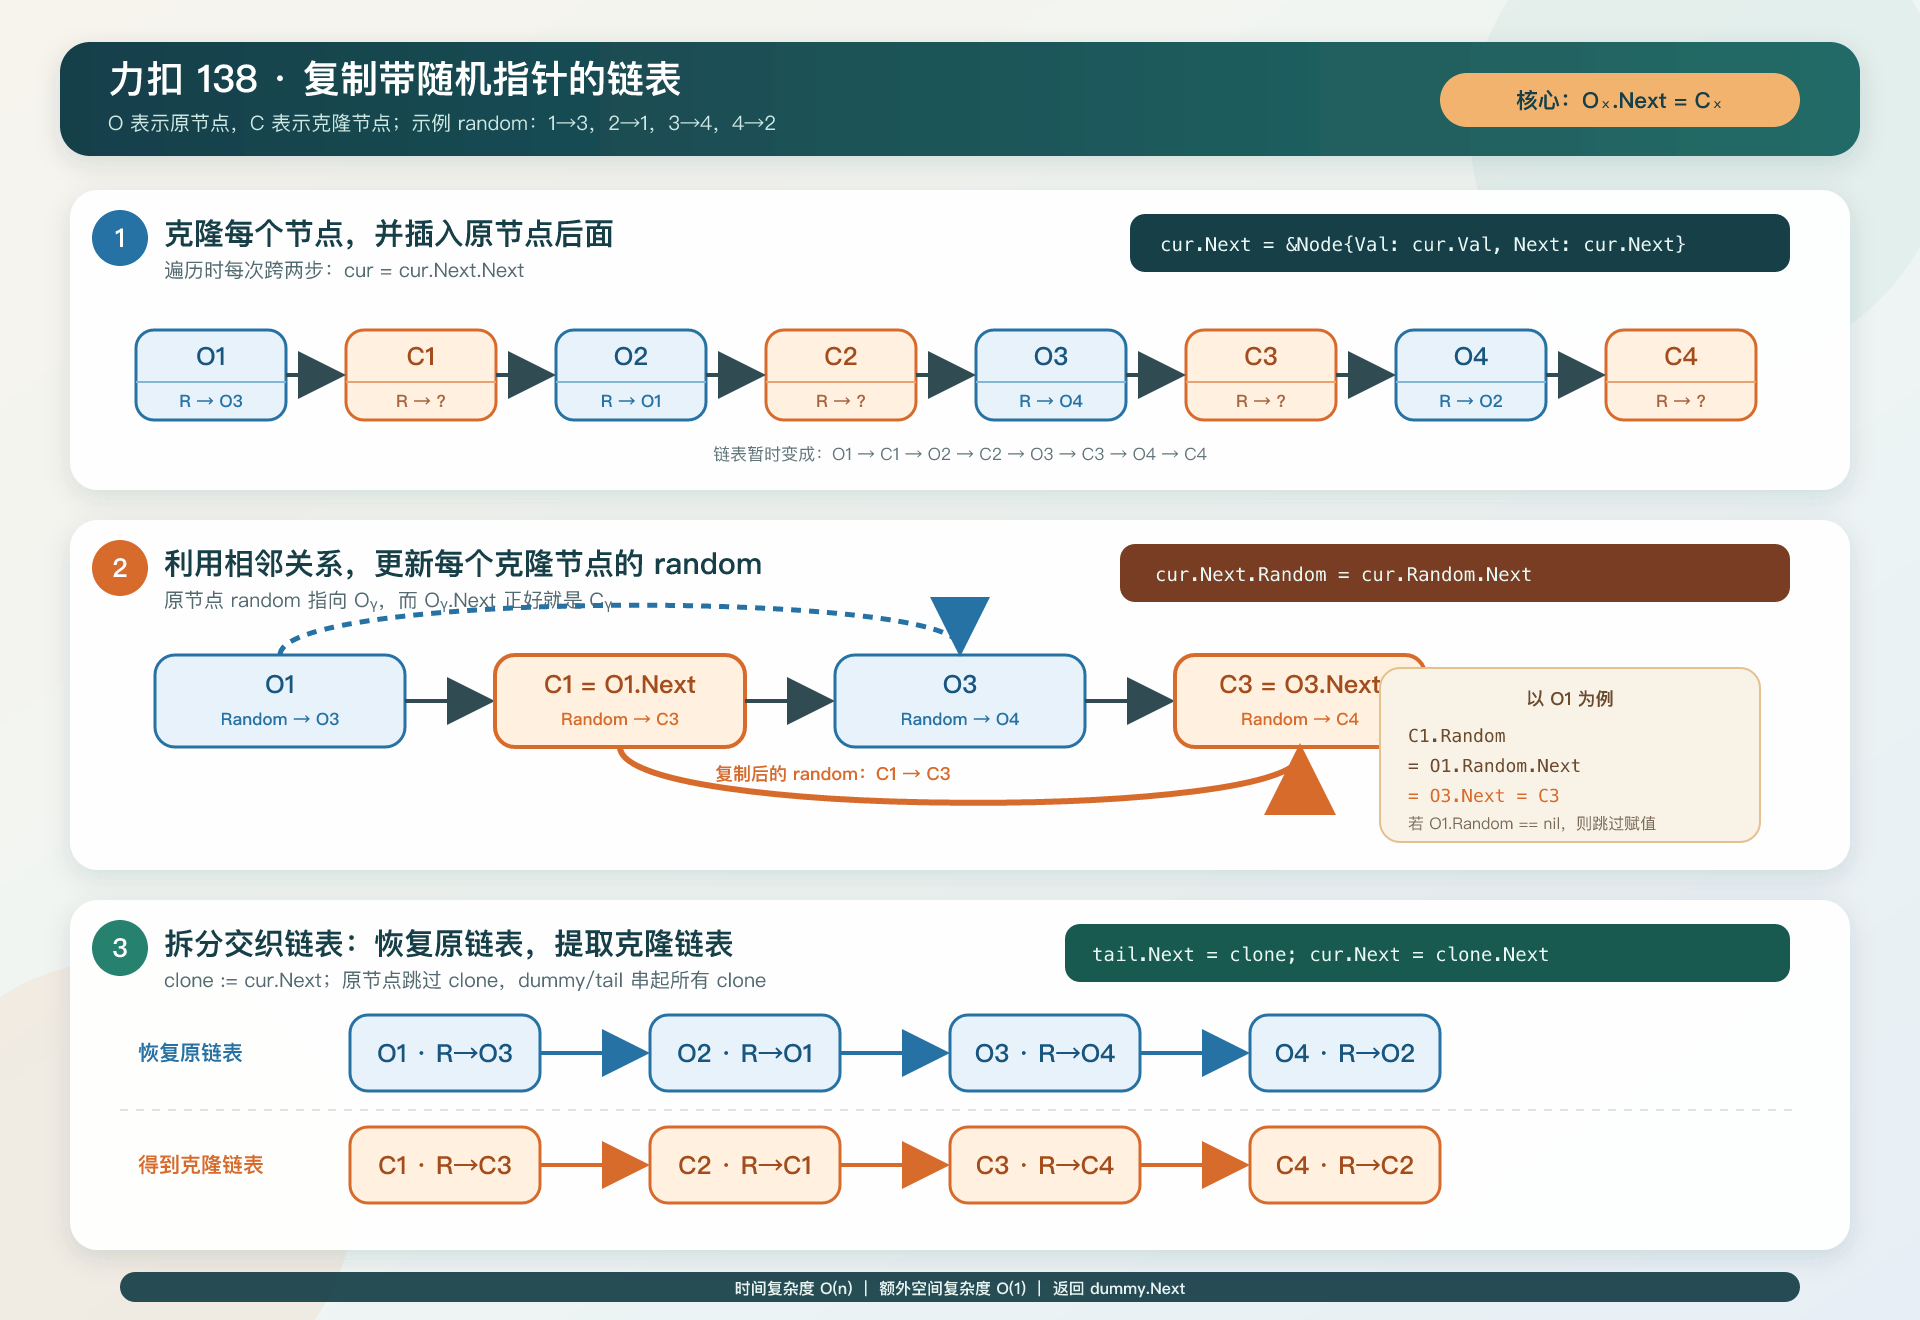 力扣 138 · 复制带随机指针的链表
O 表示原节点，C 表示克隆节点；示例 random：1→3，2→1，3→4，4→2
核心：Oₓ.Next = Cₓ
1
克隆每个节点，并插入原节点后面
遍历时每次跨两步：cur = cur.Next.Next
cur.Next = &Node{Val: cur.Val, Next: cur.Next}
O1
R → O3
C1
R → ?
O2
R → O1
C2
R → ?
O3
R → O4
C3
R → ?
O4
R → O2
C4
R → ?
链表暂时变成：O1 → C1 → O2 → C2 → O3 → C3 → O4 → C4
2
利用相邻关系，更新每个克隆节点的 random
原节点 random 指向 Oᵧ，而 Oᵧ.Next 正好就是 Cᵧ
cur.Next.Random = cur.Random.Next
O1
Random → O3
C1 = O1.Next
Random → C3
O3
Random → O4
C3 = O3.Next
Random → C4
复制后的 random：C1 → C3
以 O1 为例
C1.Random
= O1.Random.Next
= O3.Next = C3
若 O1.Random == nil，则跳过赋值
3
拆分交织链表：恢复原链表，提取克隆链表
clone := cur.Next；原节点跳过 clone，dummy/tail 串起所有 clone
tail.Next = clone; cur.Next = clone.Next
恢复原链表
O1 · R→O3
O2 · R→O1
O3 · R→O4
O4 · R→O2
得到克隆链表
C1 · R→C3
C2 · R→C1
C3 · R→C4
C4 · R→C2
时间复杂度 O(n) ｜ 额外空间复杂度 O(1) ｜ 返回 dummy.Next